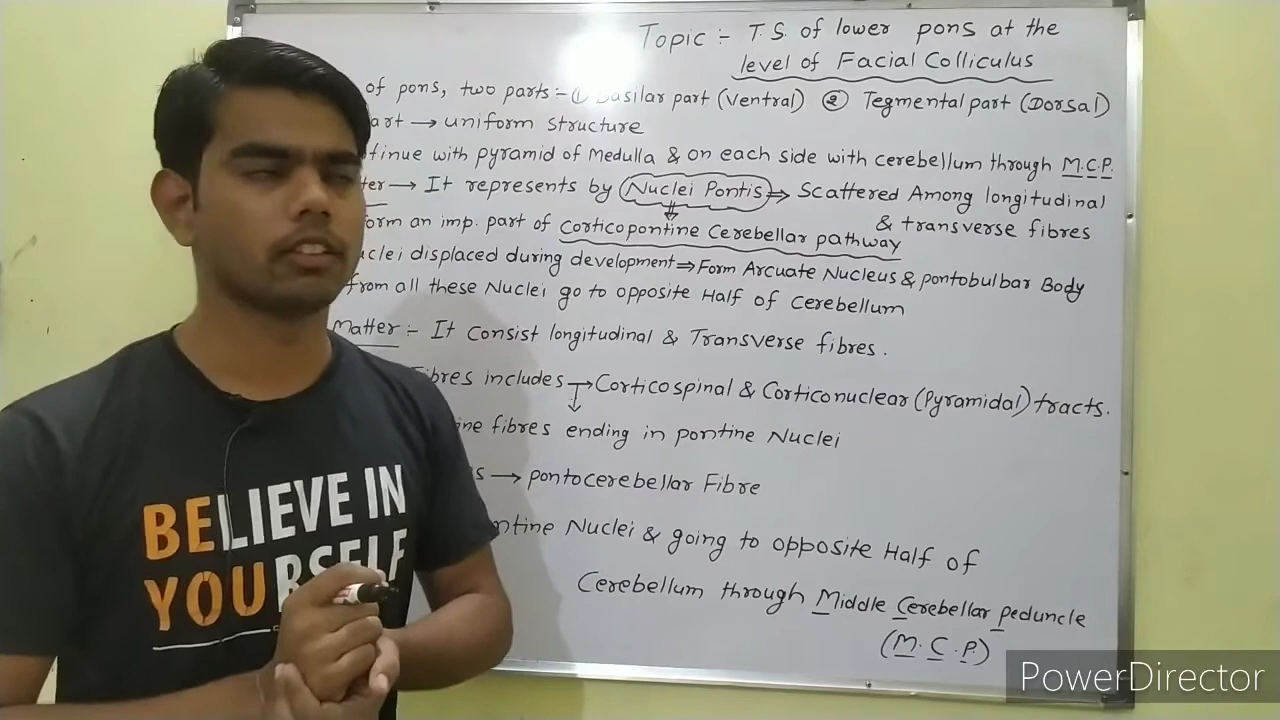 Topic :- T.S. of lower pons at the
level of Facial Colliculus
of pons, two parts:- ① Basilar part (Ventral) ② Tegmental part (Dorsal)
art → uniform structure
tinue with pyramid of Medulla & on each side with cerebellum through M.C.P.
ter → It represents by Nuclei Pontis ⇒ Scattered Among longitudinal
& transverse fibres
form an imp. part of Corticopontine Cerebellar pathway
clei displaced during development ⇒ Form Arcuate Nucleus & pontobulbar Body
from all these Nuclei go to opposite Half of Cerebellum
Matter :- It Consist longitudinal & Transverse fibres.
Fibres includes → Corticospinal & Corticonuclear (Pyramidal) tracts.
ine fibres ending in pontine Nuclei
s → pontocerebellar Fibre
ntine Nuclei & going to opposite Half of
Cerebellum through Middle Cerebellar peduncle
(M.C.P.)
BELIEVE IN
YOURSELF
PowerDirector